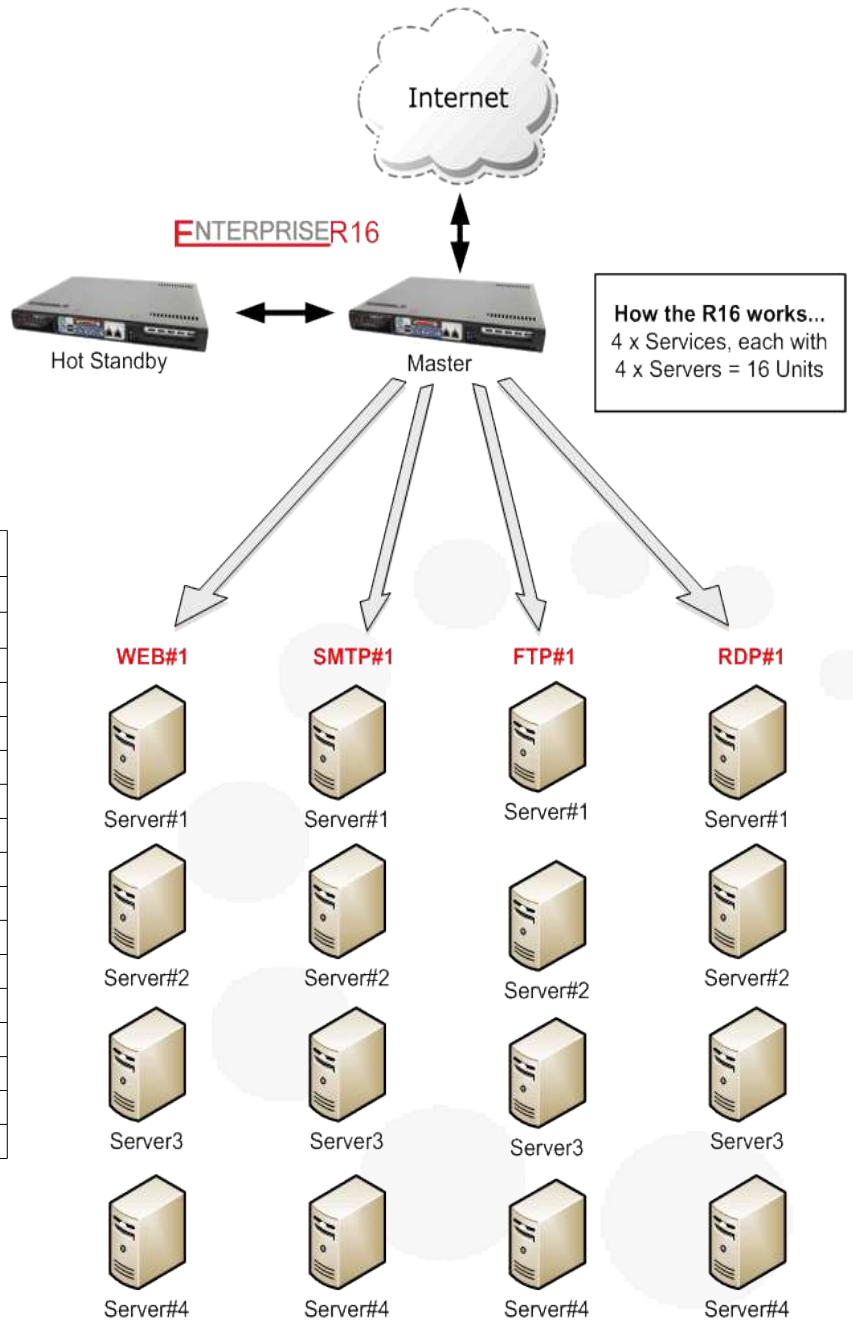 Internet
ENTERPRISER16
Hot Standby
Master
How the R16 works...
4 x Services, each with
4 x Servers = 16 Units
WEB#1
SMTP#1
FTP#1
RDP#1
Server#1
Server#1
Server#1
Server#1
Server#2
Server#2
Server#2
Server#2
Server3
Server3
Server3
Server3
Server#4
Server#4
Server#4
Server#4